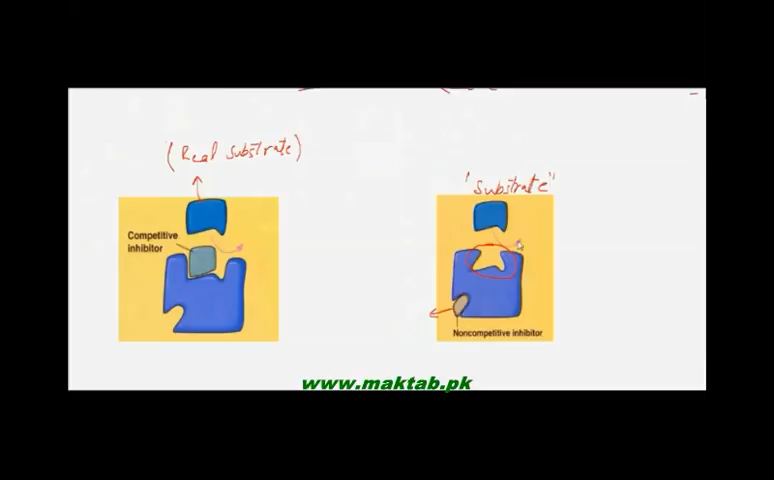 (Real Substrate)
"Substrate"
Competitive
inhibitor
Noncompetitive inhibitor
www.maktab.pk